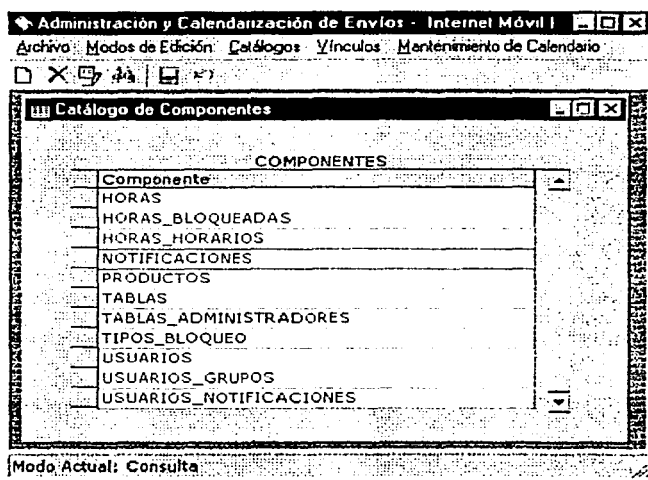 Administración y Calendarización de Envíos - Internet Móvil
Archivo Modos de Edición Catálogos Vínculos Mantenimiento de Calendario
Catálogo de Componentes
COMPONENTES
Componente
HORAS
HORAS_BLOQUEADAS
HORAS_HORARIOS
NOTIFICACIONES
PRODUCTOS
TABLAS
TABLAS_ADMINISTRADORES
TIPOS_BLOQUEO
USUARIOS
USUARIOS_GRUPOS
USUARIOS_NOTIFICACIONES
Modo Actual: Consulta